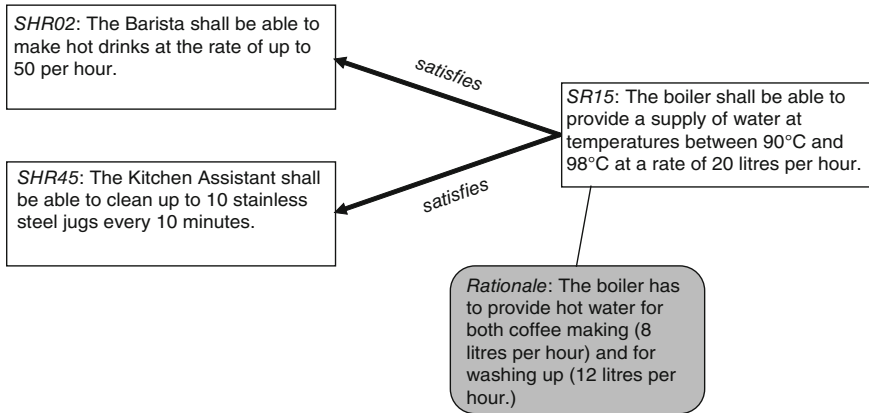 SHR02: The Barista shall be able to
make hot drinks at the rate of up to
50 per hour.
satisfies
SR15: The boiler shall be able to
provide a supply of water at
temperatures between 90°C and
98°C at a rate of 20 litres per hour.
SHR45: The Kitchen Assistant shall
be able to clean up to 10 stainless
steel jugs every 10 minutes.
satisfies
Rationale: The boiler has
to provide hot water for
both coffee making (8
litres per hour) and for
washing up (12 litres per
hour.)